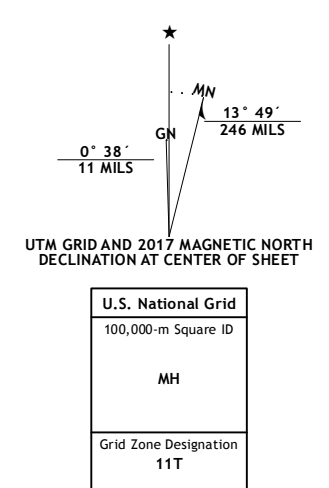 ★
MN
GN
13° 49´
246 MILS
0° 38´
11 MILS
UTM GRID AND 2017 MAGNETIC NORTH
DECLINATION AT CENTER OF SHEET
U.S. National Grid
100,000-m Square ID
MH
Grid Zone Designation
11T